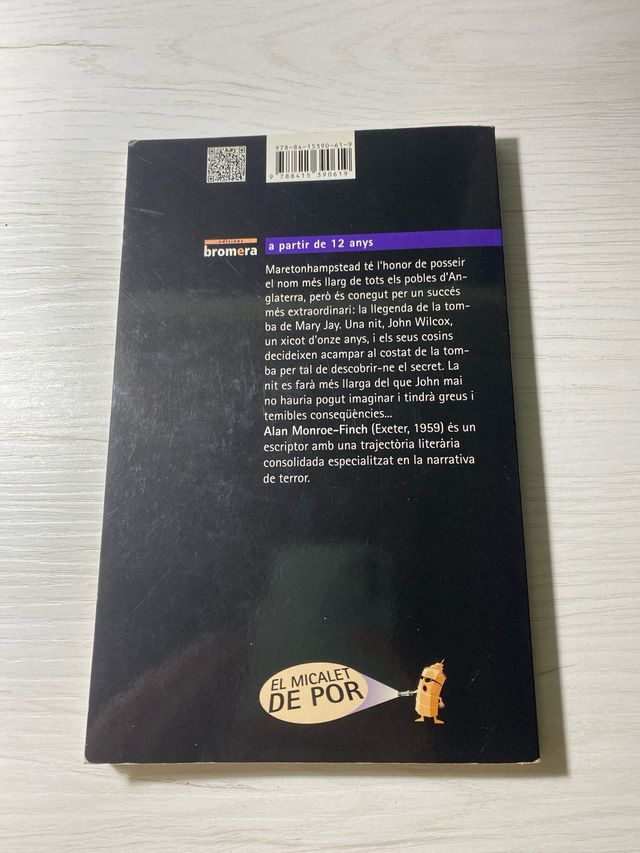 978-84-15390-61-9
9 788415 390619
edicions
bromera
a partir de 12 anys
Maretonhampstead té l'honor de posseir
el nom més llarg de tots els pobles d'An-
glaterra, però és conegut per un succés
més extraordinari: la llegenda de la tom-
ba de Mary Jay. Una nit, John Wilcox,
un xicot d'onze anys, i els seus cosins
decideixen acampar al costat de la tom-
ba per tal de descobrir-ne el secret. La
nit es farà més llarga del que John mai
no hauria pogut imaginar i tindrà greus i
temibles conseqüències...
Alan Monroe-Finch (Exeter, 1959) és un
escriptor amb una trajectòria literària
consolidada especialitzat en la narrativa
de terror.
EL MICALET
DE POR